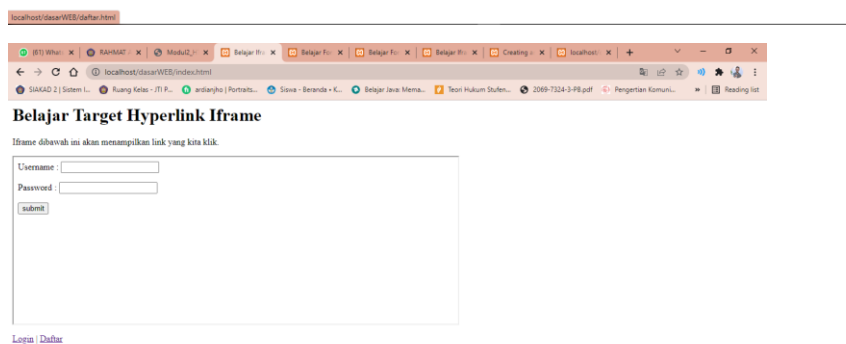 localhost/dasarWEB/daftar.html
(61) Whats RAHMAT Modul2_H Belajar Ifra Belajar For Belajar For Belajar Ifra Creating localhost/
localhost/dasarWEB/index.html
SIAKAD 2 | Sistem I... Ruang Kelas - JTI P... ardianjho | Portraits... Siswa - Beranda • K... Belajar Java: Mema... Teori Hukum Stufen... 2069-7324-3-PB.pdf Pengertian Komuni... » Reading list
Belajar Target Hyperlink Iframe
Iframe dibawah ini akan menampilkan link yang kita klik.
Username :
Password :
submit
Login | Daftar